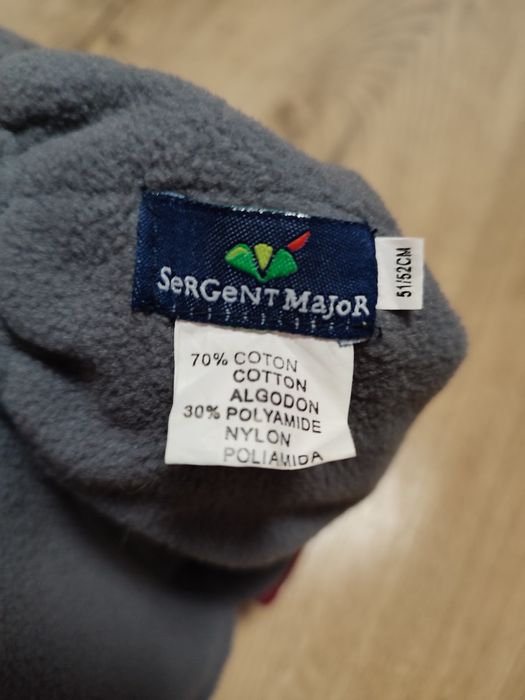 SeRGeNT MaJoR
51/52CM
70% COTON
COTTON
ALGODON
30% POLYAMIDE
NYLON
POLIAMIDA